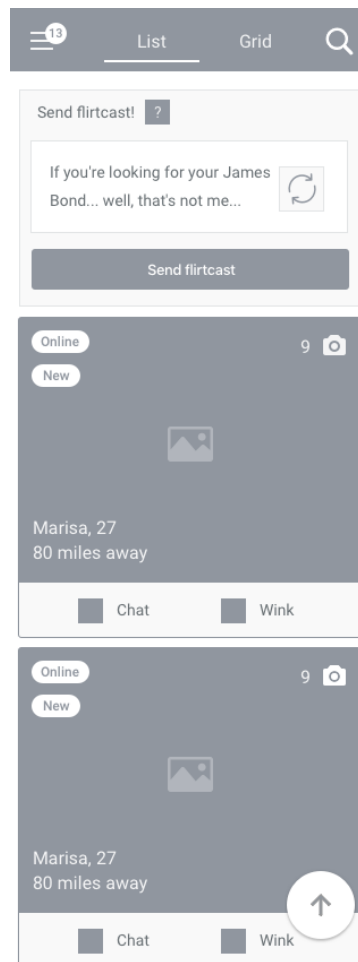 13
List Grid
Send flirtcast! ?
If you're looking for your James
Bond... well, that's not me...
Send flirtcast
Online
9
New
Marisa, 27
80 miles away
Chat Wink
Online
9
New
Marisa, 27
80 miles away
Chat Wink